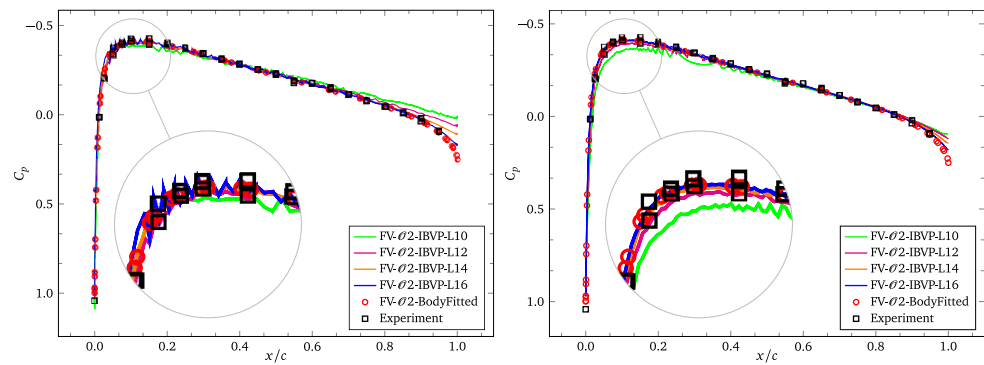 −0.5
0.0
0.5
1.0
C_p
0.0 0.2 0.4 0.6 0.8 1.0
x/c
FV-𝒪2-IBVP-L10
FV-𝒪2-IBVP-L12
FV-𝒪2-IBVP-L14
FV-𝒪2-IBVP-L16
FV-𝒪2-BodyFitted
Experiment
−0.5
0.0
0.5
1.0
C_p
0.0 0.2 0.4 0.6 0.8 1.0
x/c
FV-𝒪2-IBVP-L10
FV-𝒪2-IBVP-L12
FV-𝒪2-IBVP-L14
FV-𝒪2-IBVP-L16
FV-𝒪2-BodyFitted
Experiment